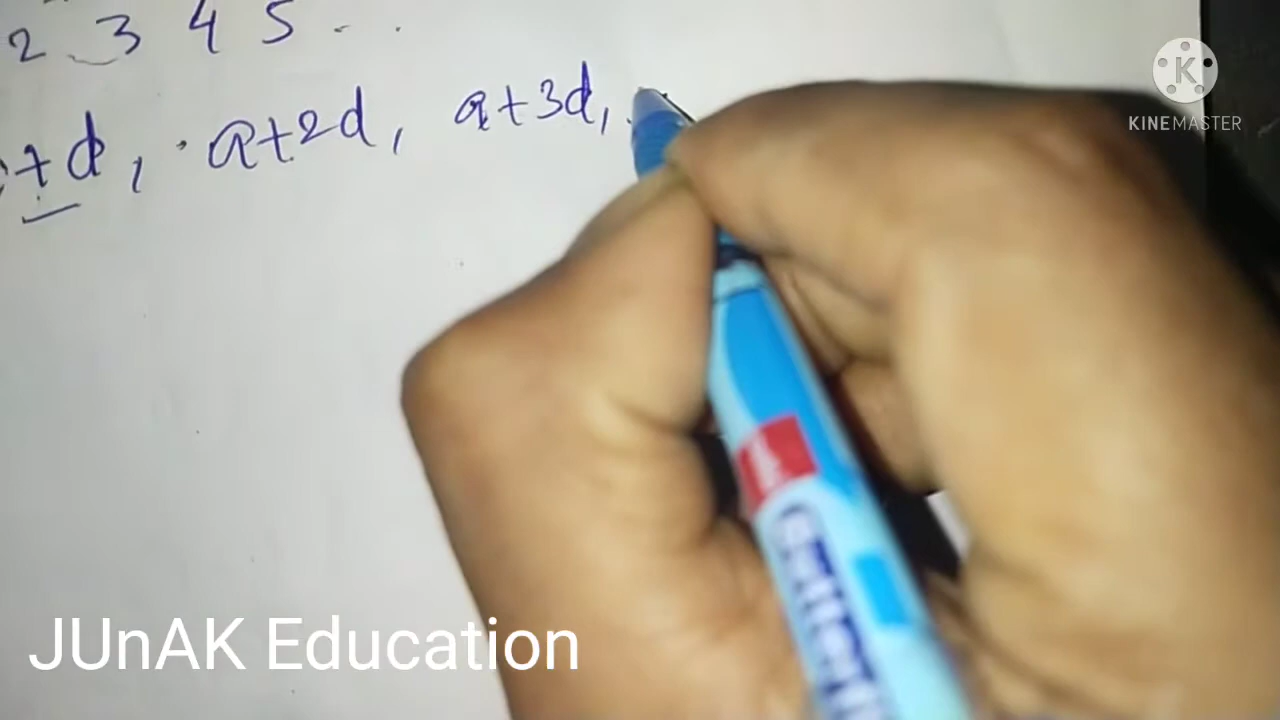 2 3 4 5 . .
+ d, a+2d, a+3d,
K
KINEMASTER
JUnAK Education